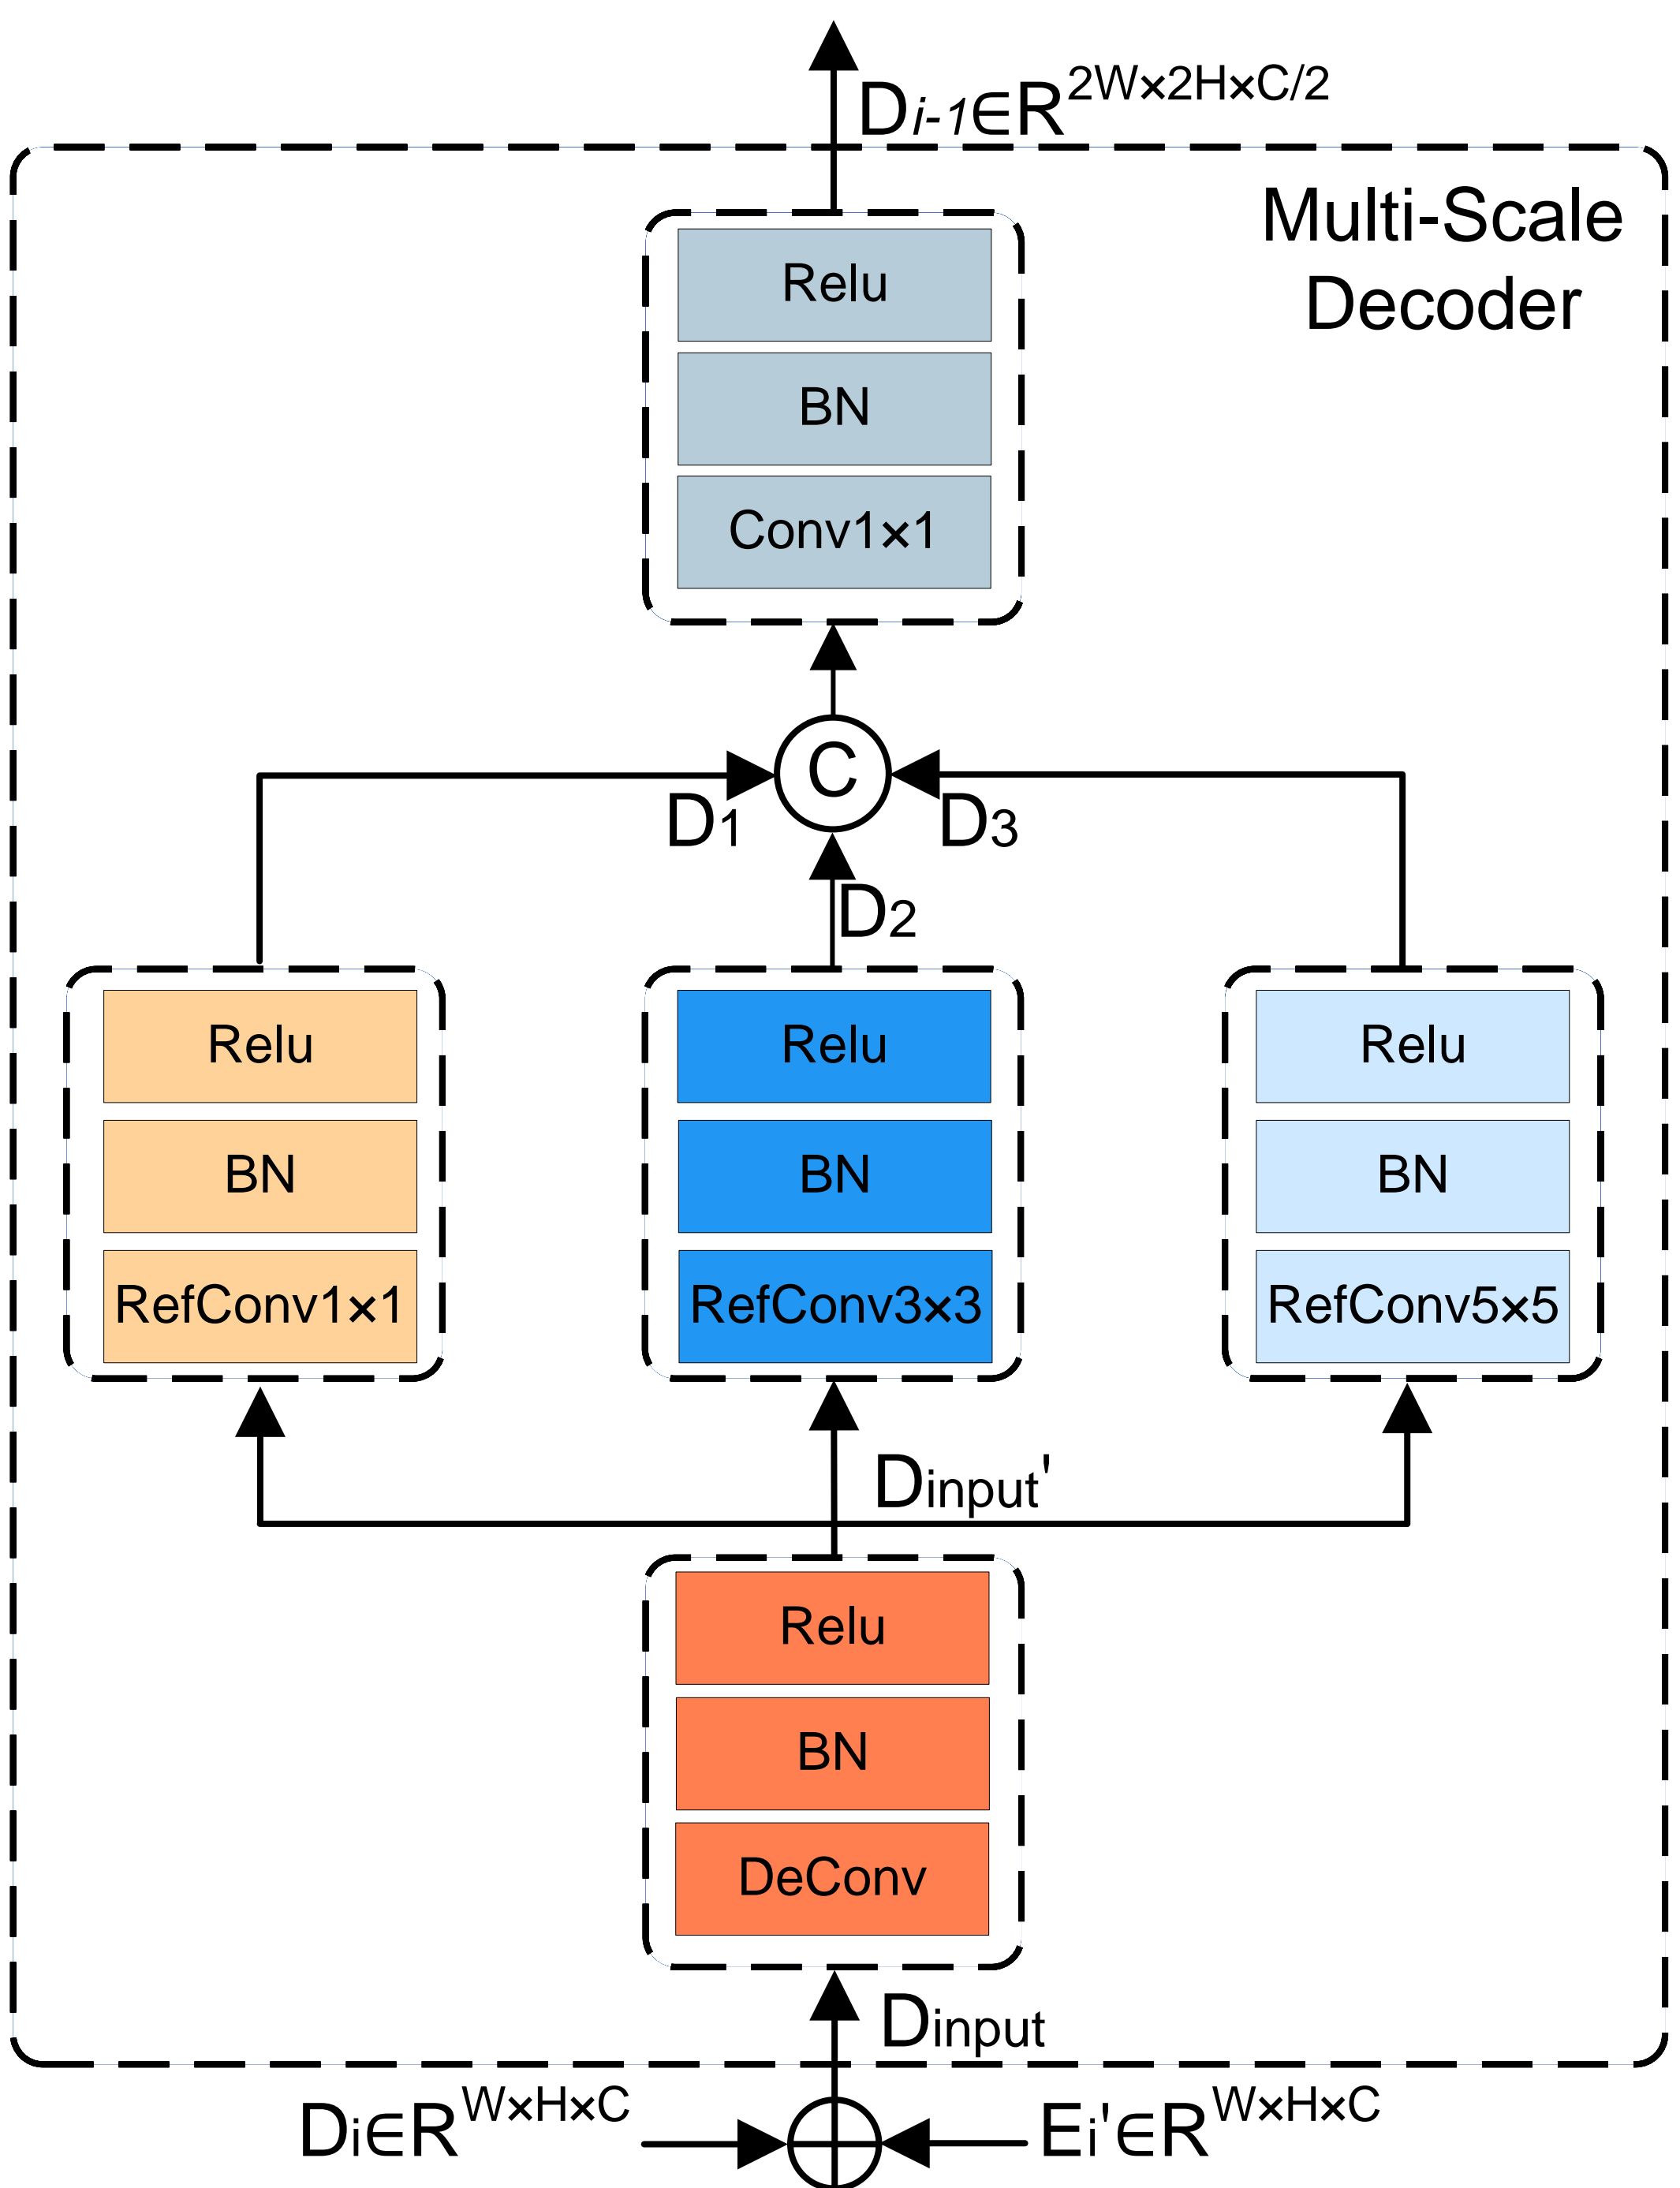 Di-1∈R2W×2H×C/2
Multi-Scale
Decoder
Relu
BN
Conv1×1
C
D1
D3
D2
Relu
BN
RefConv1×1
Relu
BN
RefConv3×3
Relu
BN
RefConv5×5
Dinput'
Relu
BN
DeConv
Dinput
Di∈RW×H×C
Ei'∈RW×H×C